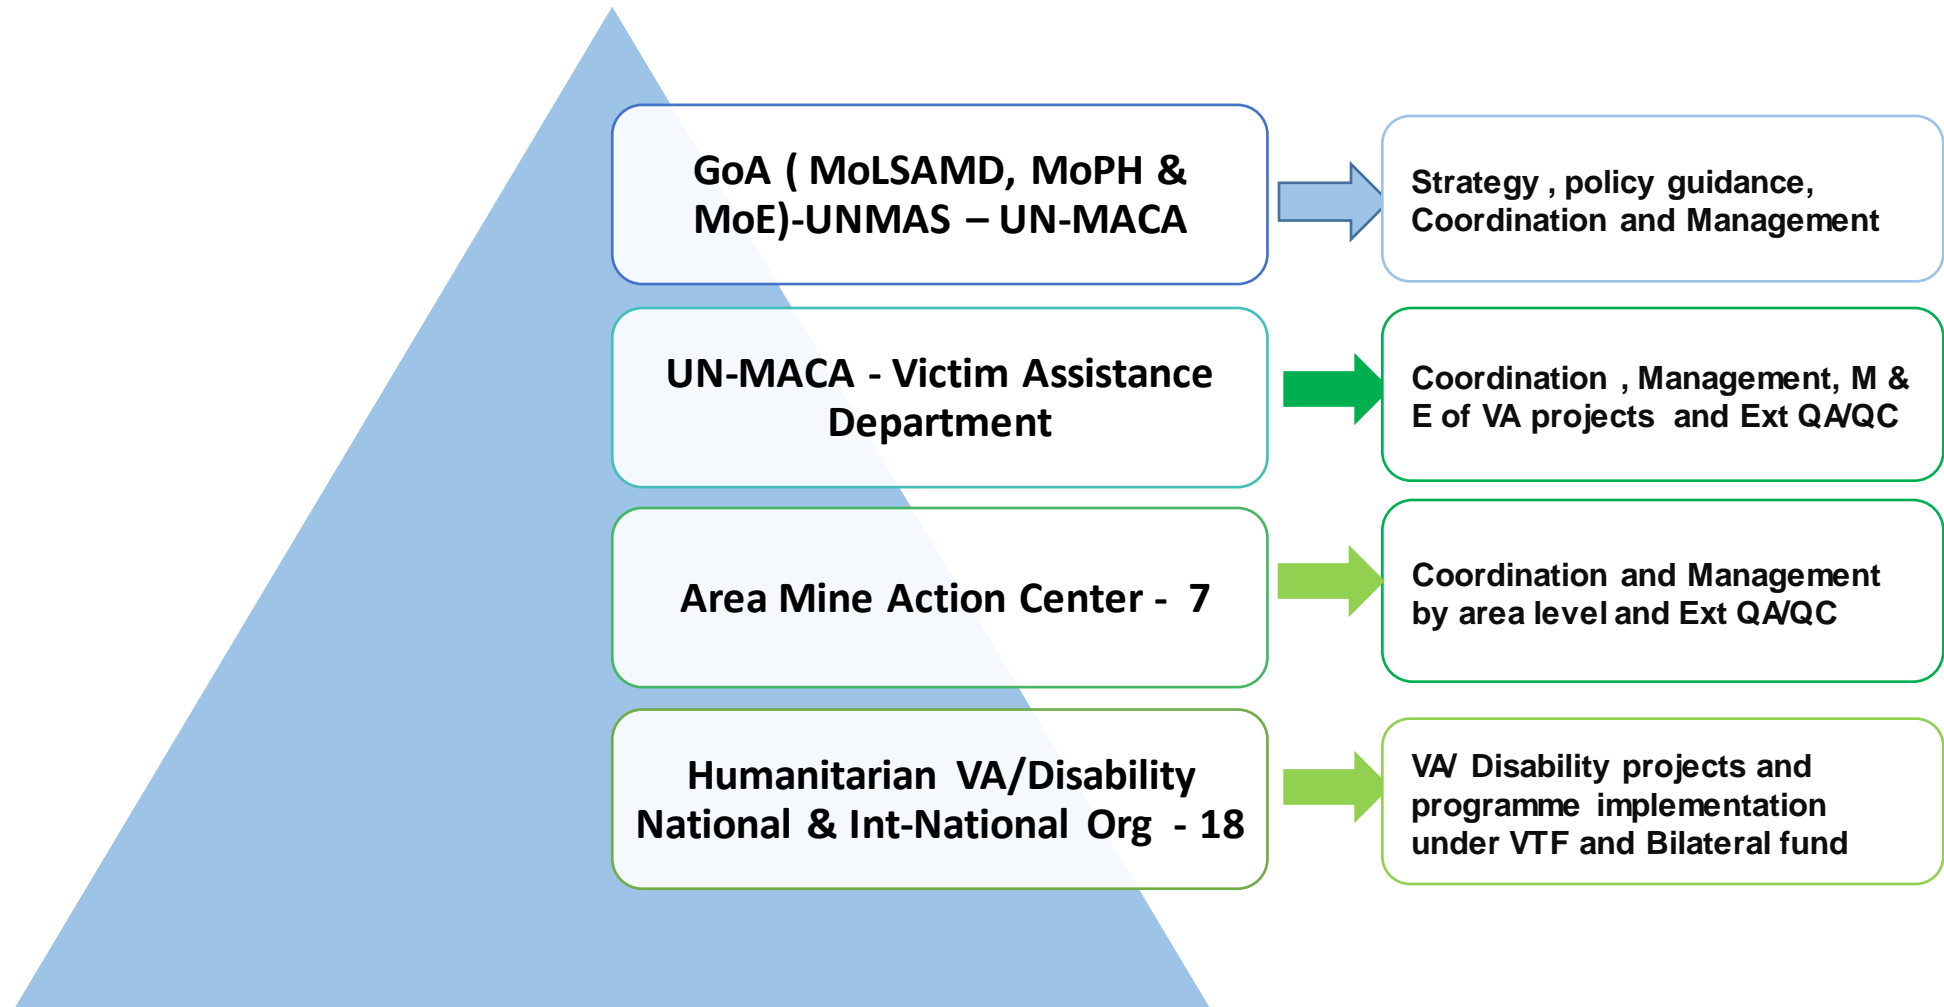 GoA ( MoLSAMD, MoPH &
MoE)-UNMAS – UN-MACA
Strategy , policy guidance,
Coordination and Management
UN-MACA - Victim Assistance
Department
Coordination , Management, M &
E of VA projects and Ext QA/QC
Area Mine Action Center - 7
Coordination and Management
by area level and Ext QA/QC
Humanitarian VA/Disability
National & Int-National Org - 18
VA/ Disability projects and
programme implementation
under VTF and Bilateral fund